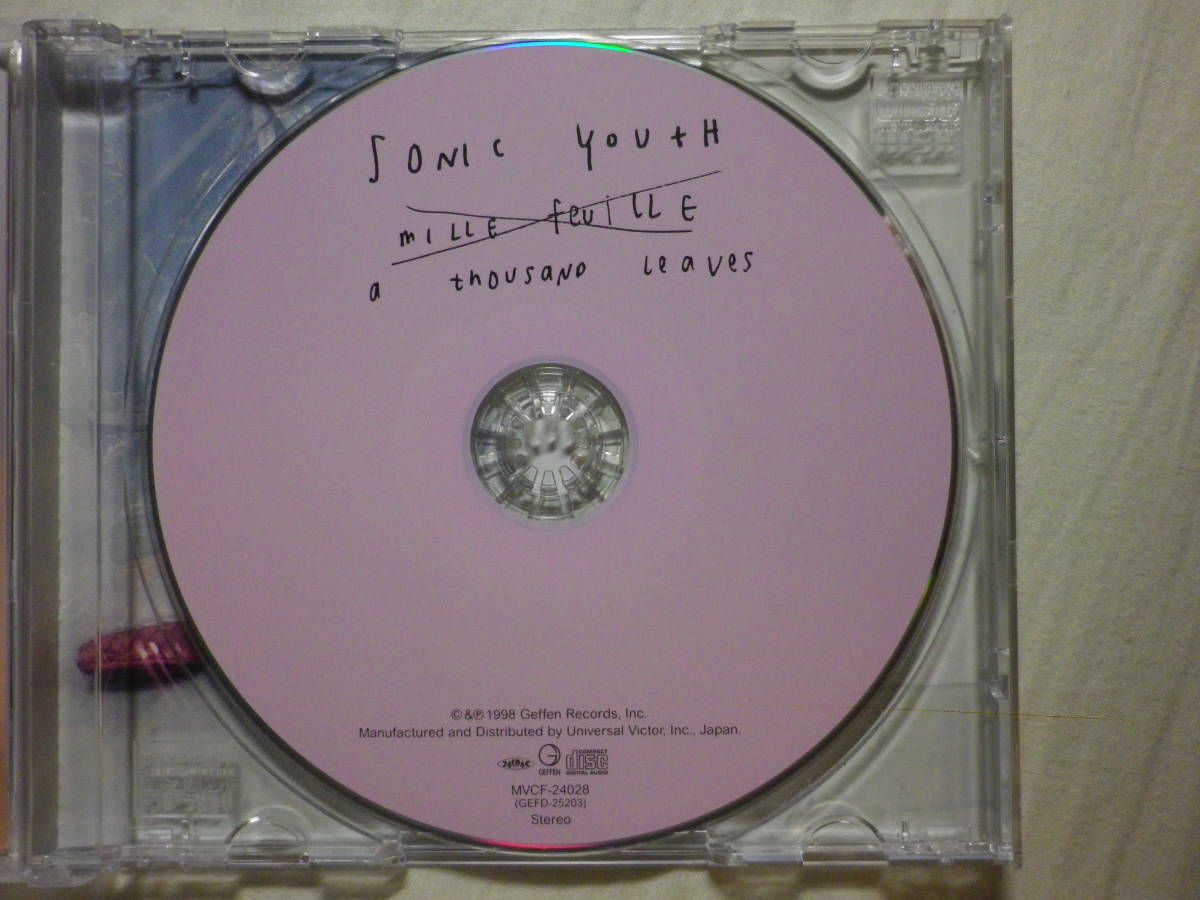 SONIC YOUtH
mILLE feuiLLE
a thOUSaND LeaVes
©&℗1998 Geffen Records, Inc.
Manufactured and Distributed by Universal Victor, Inc., Japan.
JASRAC GEFFEN COMPACT disc DIGITAL AUDIO
MVCF-24028
(GEFD-25203)
Stereo